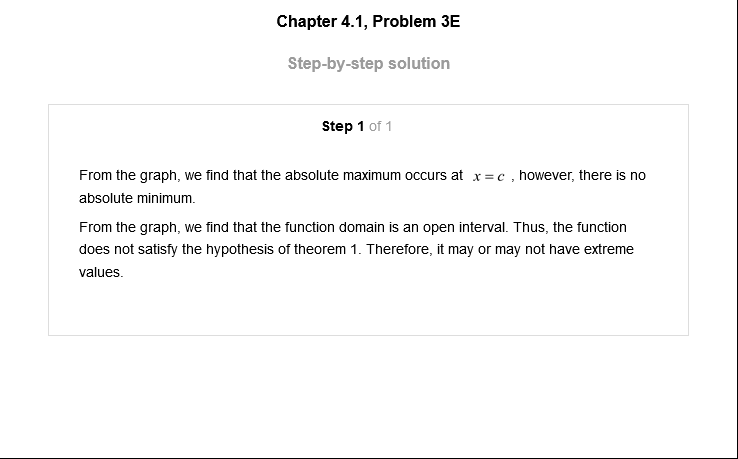 Chapter 4.1, Problem 3E
Step-by-step solution
Step 1 of 1
From the graph, we find that the absolute maximum occurs at x = c , however, there is no
absolute minimum.
From the graph, we find that the function domain is an open interval. Thus, the function
does not satisfy the hypothesis of theorem 1. Therefore, it may or may not have extreme
values.